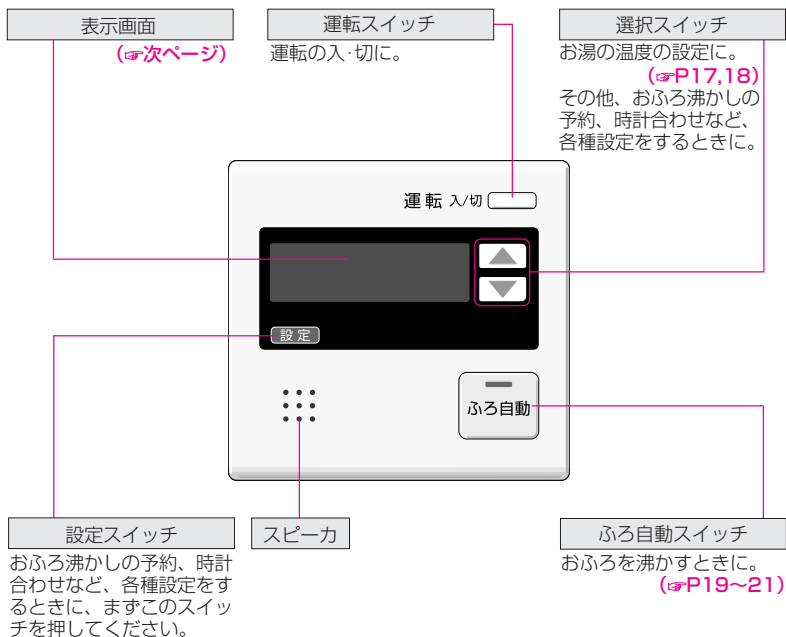 表示画面
(☞次ページ)
運転スイッチ
運転の入·切に。
選択スイッチ
お湯の温度の設定に。
(☞P17,18)
その他、おふろ沸かしの
予約、時計合わせなど、
各種設定をするときに。
運転 入/切
設定
ふろ自動
設定スイッチ
おふろ沸かしの予約、時計
合わせなど、各種設定をす
るときに、まずこのスイッ
チを押してください。
スピーカ
ふろ自動スイッチ
おふろを沸かすときに。
(☞P19〜21)